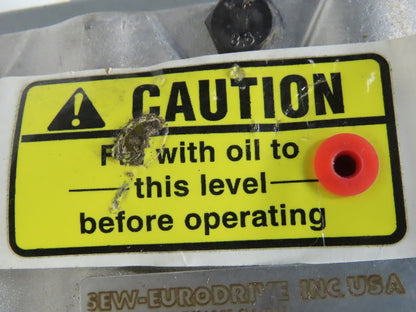 CAUTION
with oil to
this level
before operating
SEW-EURODRIVE INC. USA